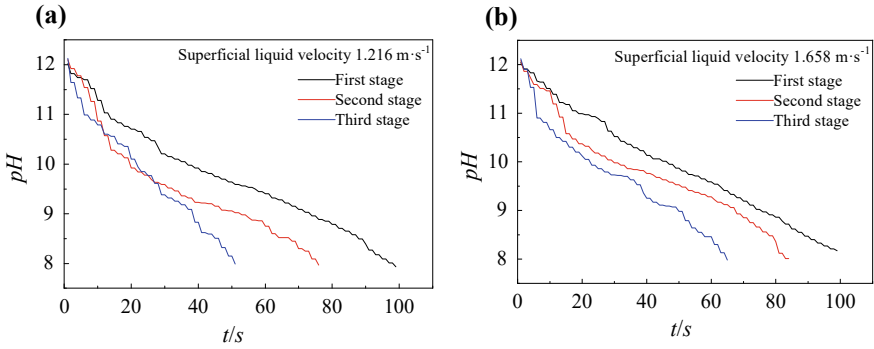 (a)
Superficial liquid velocity 1.216 m·s⁻¹
First stage
Second stage
Third stage
12
11
10
9
8
pH
0 20 40 60 80 100
t/s
(b)
Superficial liquid velocity 1.658 m·s⁻¹
First stage
Second stage
Third stage
12
11
10
9
8
pH
0 20 40 60 80 100
t/s